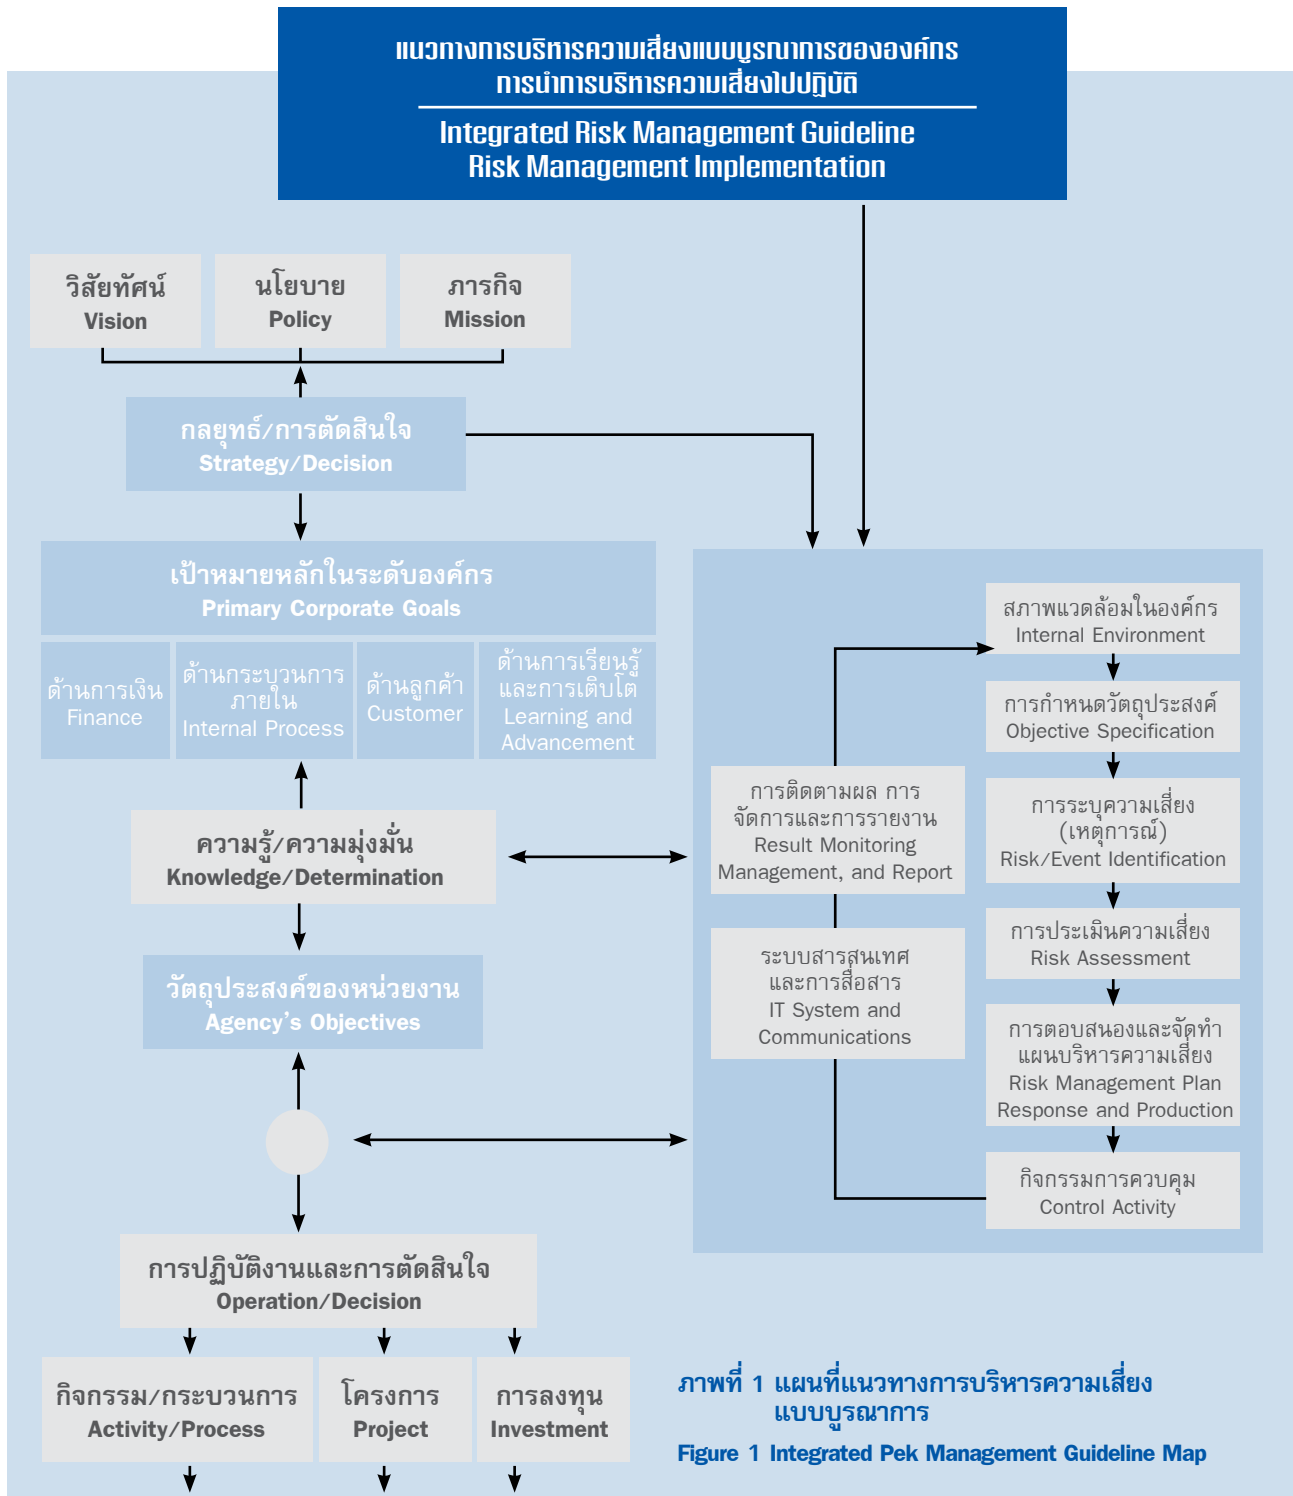 แนวทางการบริหารความเสี่ยงแบบบูรณาการขององค์กร
การนำการบริหารความเสี่ยงไปปฏิบัติ
Integrated Risk Management Guideline
Risk Management Implementation
วิสัยทัศน์
Vision
นโยบาย
Policy
ภารกิจ
Mission
กลยุทธ์/การตัดสินใจ
Strategy/Decision
เป้าหมายหลักในระดับองค์กร
Primary Corporate Goals
ด้านการเงิน
Finance
ด้านกระบวนการ
ภายใน
Internal Process
ด้านลูกค้า
Customer
ด้านการเรียนรู้
และการเติบโต
Learning and
Advancement
ความรู้/ความมุ่งมั่น
Knowledge/Determination
วัตถุประสงค์ของหน่วยงาน
Agency's Objectives
การปฏิบัติงานและการตัดสินใจ
Operation/Decision
กิจกรรม/กระบวนการ
Activity/Process
โครงการ
Project
การลงทุน
Investment
สภาพแวดล้อมในองค์กร
Internal Environment
การกำหนดวัตถุประสงค์
Objective Specification
การระบุความเสี่ยง
(เหตุการณ์)
Risk/Event Identification
การประเมินความเสี่ยง
Risk Assessment
การตอบสนองและจัดทำ
แผนบริหารความเสี่ยง
Risk Management Plan
Response and Production
กิจกรรมการควบคุม
Control Activity
การติดตามผล การ
จัดการและการรายงาน
Result Monitoring
Management, and Report
ระบบสารสนเทศ
และการสื่อสาร
IT System and
Communications
ภาพที่ 1 แผนที่แนวทางการบริหารความเสี่ยง
แบบบูรณาการ
Figure 1 Integrated Pek Management Guideline Map